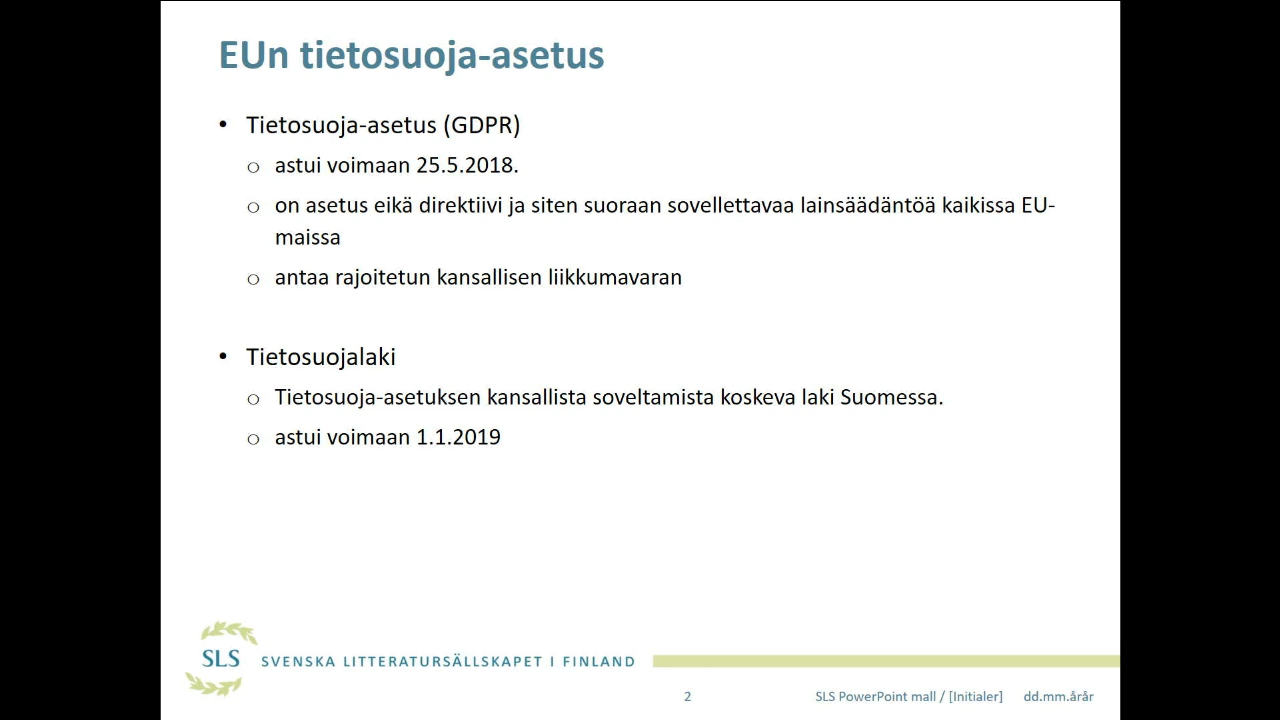 EUn tietosuoja-asetus
• Tietosuoja-asetus (GDPR)
o astui voimaan 25.5.2018.
o on asetus eikä direktiivi ja siten suoraan sovellettavaa lainsäädäntöä kaikissa EU-
maissa
o antaa rajoitetun kansallisen liikkumavaran
• Tietosuojalaki
o Tietosuoja-asetuksen kansallista soveltamista koskeva laki Suomessa.
o astui voimaan 1.1.2019
SLS SVENSKA LITTERATURSÄLLSKAPET I FINLAND
2 SLS PowerPoint mall / [Initialer] dd.mm.årår